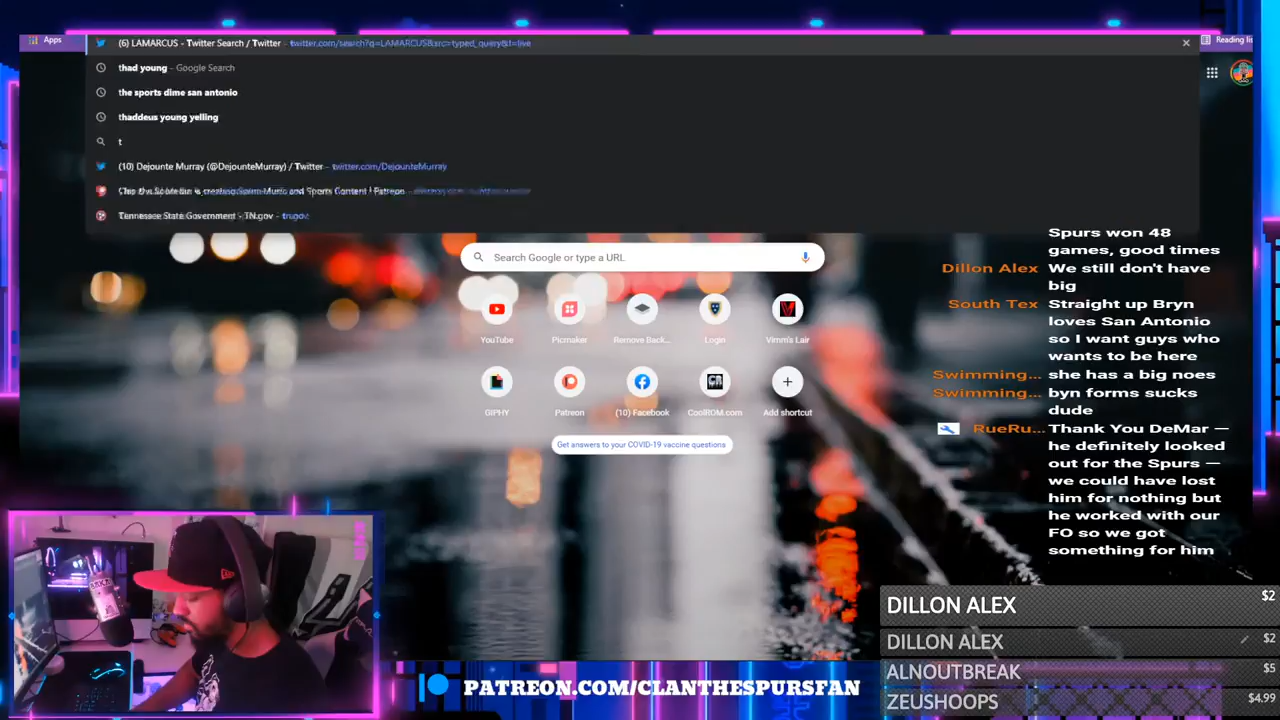 Apps
(6) LAMARCUS - Twitter Search / Twitter - twitter.com/search?q=LAMARCUS&src=typed_query&f=live
Reading lis
thad young - Google Search
the sports dime san antonio
thaddeus young yelling
t
(10) Dejounte Murray (@DejounteMurray) / Twitter - twitter.com/DejounteMurray
and Sports Content | Patreon
Tennessee State Government - TN.gov - tn.gov
Search Google or type a URL
YouTube
Picmaker
Remove Back...
Login
Vimm's Lair
GIPHY
Patreon
(10) Facebook
CoolROM.com
Add shortcut
Get answers to your COVID-19 vaccine questions
Spurs won 48
games, good times
Dillon Alex We still don't have
big
South Tex Straight up Bryn
loves San Antonio
so I want guys who
wants to be here
Swimming... she has a big noes
Swimming... byn forms sucks
dude
RueRu... Thank You DeMar —
he definitely looked
out for the Spurs —
we could have lost
him for nothing but
he worked with our
FO so we got
something for him
DILLON ALEX $2
DILLON ALEX $2
ALNOUTBREAK $5
ZEUSHOOPS $4.99
PATREON.COM/CLANTHESPURSFAN